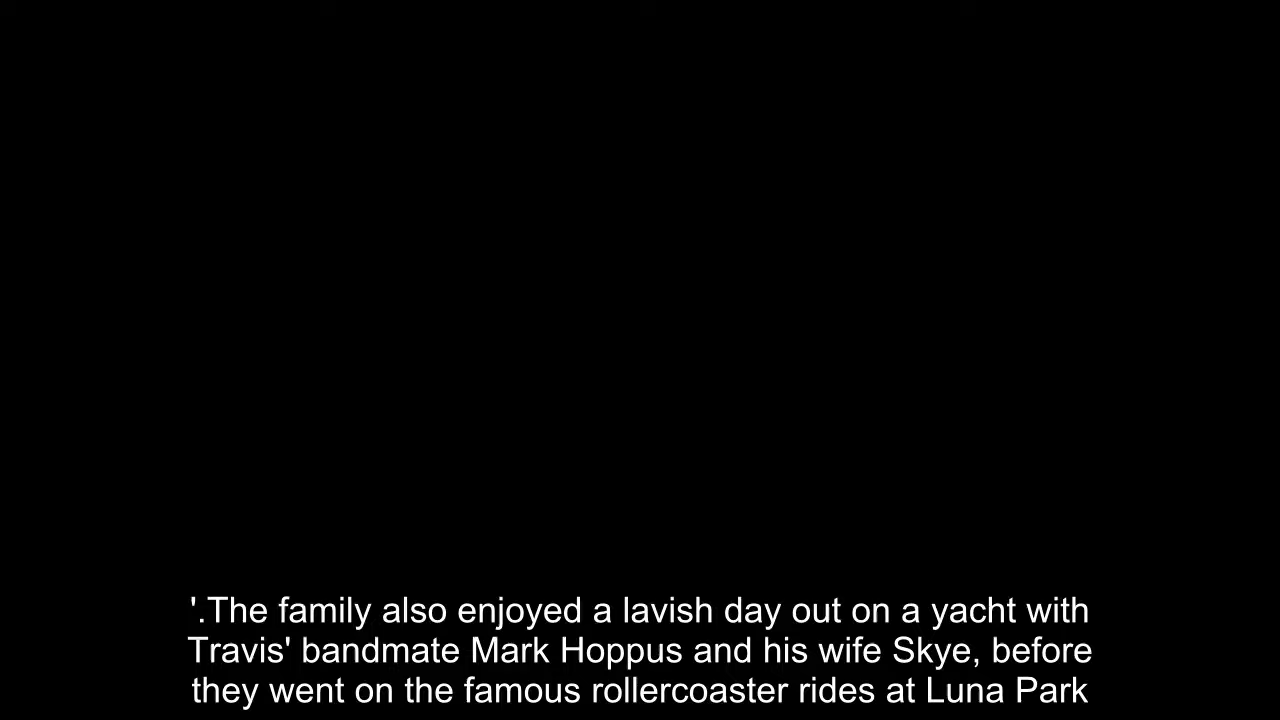 '.The family also enjoyed a lavish day out on a yacht with
Travis' bandmate Mark Hoppus and his wife Skye, before
they went on the famous rollercoaster rides at Luna Park